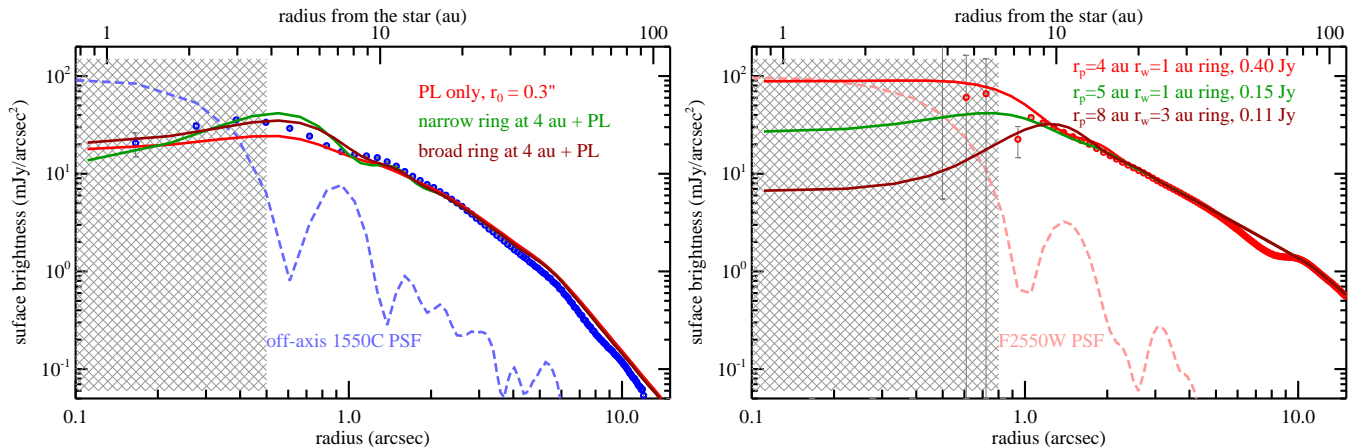 radius from the star (au)
1 10 100
10²
10¹
10⁰
10⁻¹
suface brightness (mJy/arcsec²)
PL only, r₀ = 0.3"
narrow ring at 4 au + PL
broad ring at 4 au + PL
off-axis 1550C PSF
0.1 1.0 10.0
radius (arcsec)
radius from the star (au)
1 10 100
10²
10¹
10⁰
10⁻¹
suface brightness (mJy/arcsec²)
rₚ=4 au r_w=1 au ring, 0.40 Jy
rₚ=5 au r_w=1 au ring, 0.15 Jy
rₚ=8 au r_w=3 au ring, 0.11 Jy
F2550W PSF
0.1 1.0 10.0
radius (arcsec)